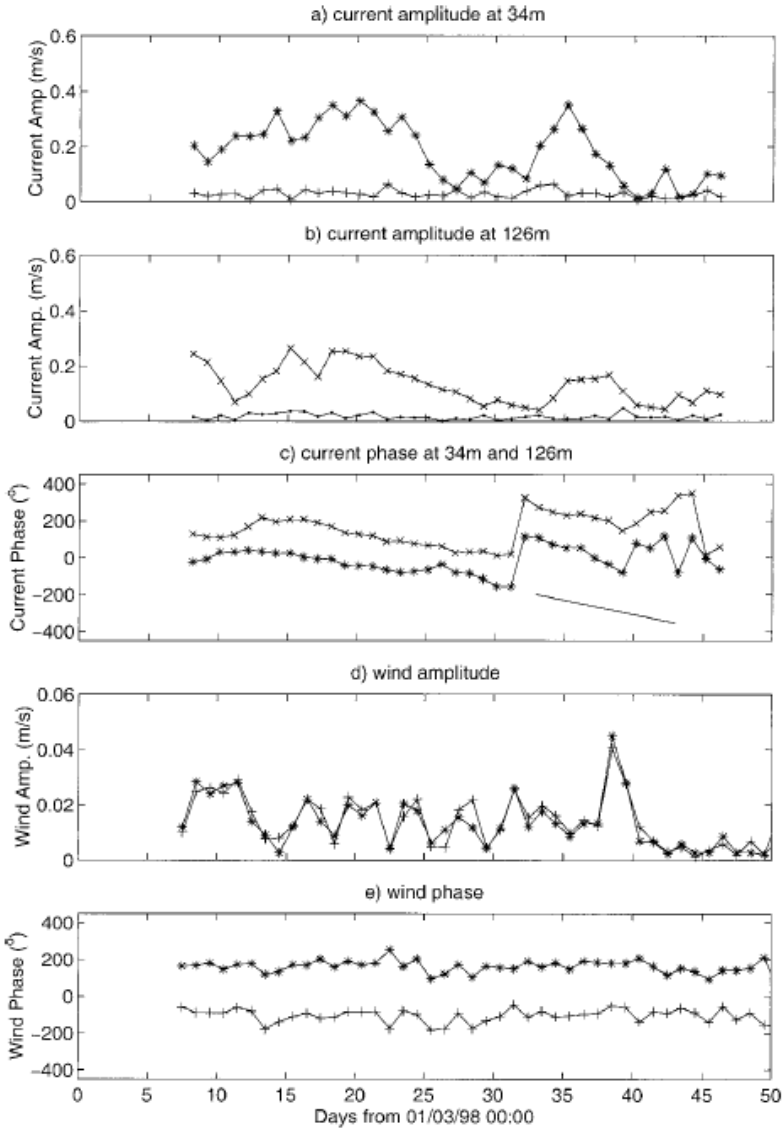 a) current amplitude at 34m
0.6
0.4
0.2
0
Current Amp (m/s)
b) current amplitude at 126m
0.6
0.4
0.2
0
Current Amp. (m/s)
c) current phase at 34m and 126m
400
200
0
−200
−400
Current Phase (°)
d) wind amplitude
0.06
0.04
0.02
0
Wind Amp. (m/s)
e) wind phase
400
200
0
−200
−400
Wind Phase (°)
0 5 10 15 20 25 30 35 40 45 50
Days from 01/03/98 00:00